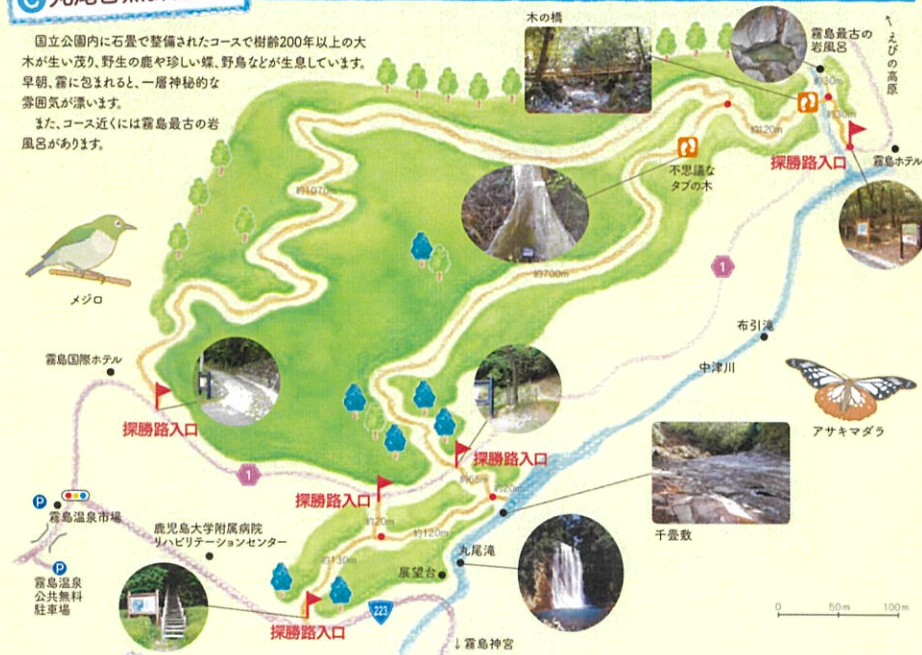 C
国立公園内に石畳で整備されたコースで樹齢200年以上の大
木が生い茂り、野生の鹿や珍しい蝶、野鳥などが生息しています。
早朝、霧に包まれると、一層神秘的な
雰囲気が漂います。
また、コース近くには霧島最古の岩
風呂があります。
木の橋
霧島最古の
岩風呂
↑えびの高原
約30m
約30m
約120m
探勝路入口
霧島ホテル
不思議な
タブの木
約1070m
約700m
1
メジロ
布引滝
中津川
霧島国際ホテル
アサギマダラ
探勝路入口
探勝路入口
1
探勝路入口
約20m
約20m
約120m
約130m
千畳敷
P
霧島温泉市場
鹿児島大学附属病院
リハビリテーションセンター
丸尾滝
展望台
P
霧島温泉
公共無料
駐車場
223
探勝路入口
↓霧島神宮
0 50m 100m